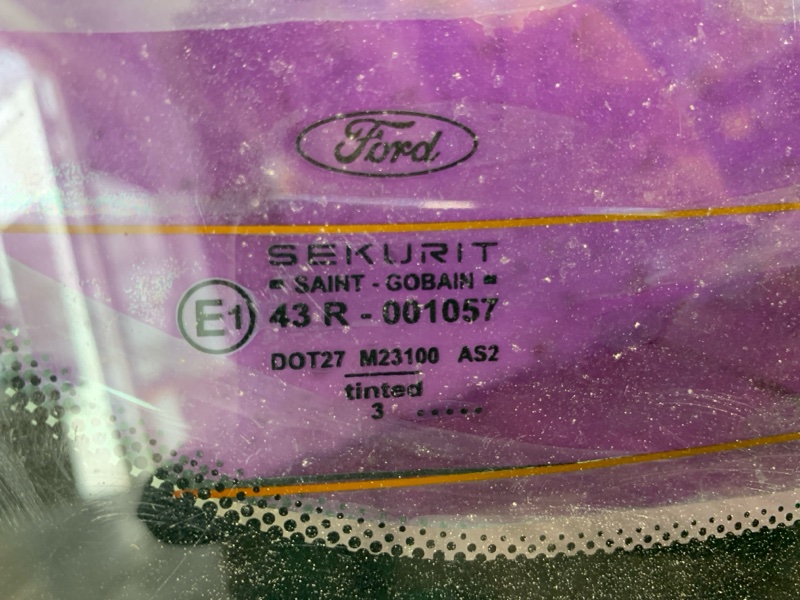 Ford
SEKURIT
SAINT - GOBAIN
E1
43 R - 001057
DOT27 M23100 AS2
tinted
3 .....